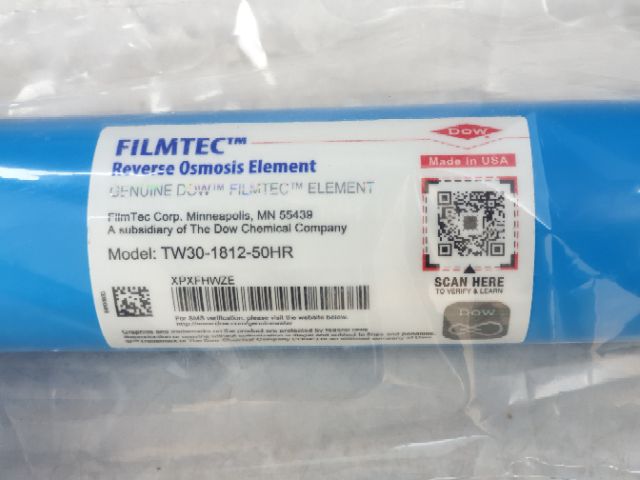 FILMTEC™
Reverse Osmosis Element
GENUINE DOW™ FILMTEC™ ELEMENT
FilmTec Corp. Minneapolis, MN 55439
A subsidiary of The Dow Chemical Company
Model: TW30-1812-50HR
XPXFHWZE
For SMS verification, please visit the website below.
DOW
Made in USA
SCAN HERE
TO VERIFY & LEARN
DOW